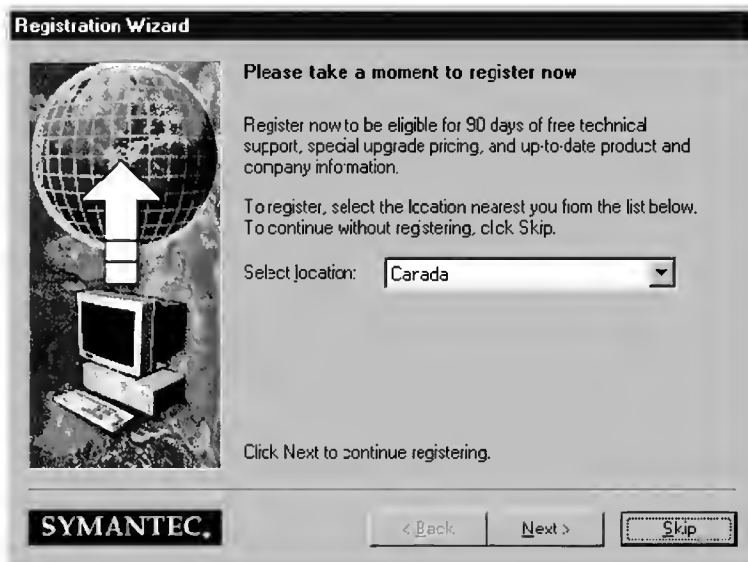 Registration Wizard
Please take a moment to register now
Register now to be eligible for 90 days of free technical
support, special upgrade pricing, and up-to-date product and
company information.
To register, select the location nearest you from the list below.
To continue without registering, click Skip.
Select location:
Canada
Click Next to continue registering.
SYMANTEC.
< Back
Next >
Skip